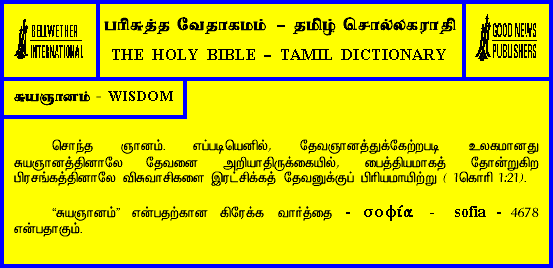 BELLWETHER
INTERNATIONAL
பரிசுத்த வேதாகமம் – தமிழ் சொல்லகராதி
THE HOLY BIBLE – TAMIL DICTIONARY
GOOD NEWS
PUBLISHERS
சுயஞானம் - WISDOM
சொந்த ஞானம். எப்படியெனில், தேவஞானத்துக்கேற்றபடி உலகமானது
சுயஞானத்தினாலே தேவனை அறியாதிருக்கையில், பைத்தியமாகத் தோன்றுகிற
பிரசங்கத்தினாலே விசுவாசிகளை இரட்சிக்கத் தேவனுக்குப் பிரியமாயிற்று ( 1கொரி 1:21).
“சுயஞானம்” என்பதற்கான கிரேக்க வார்த்தை - σοφία - sofia - 4678
என்பதாகும்.